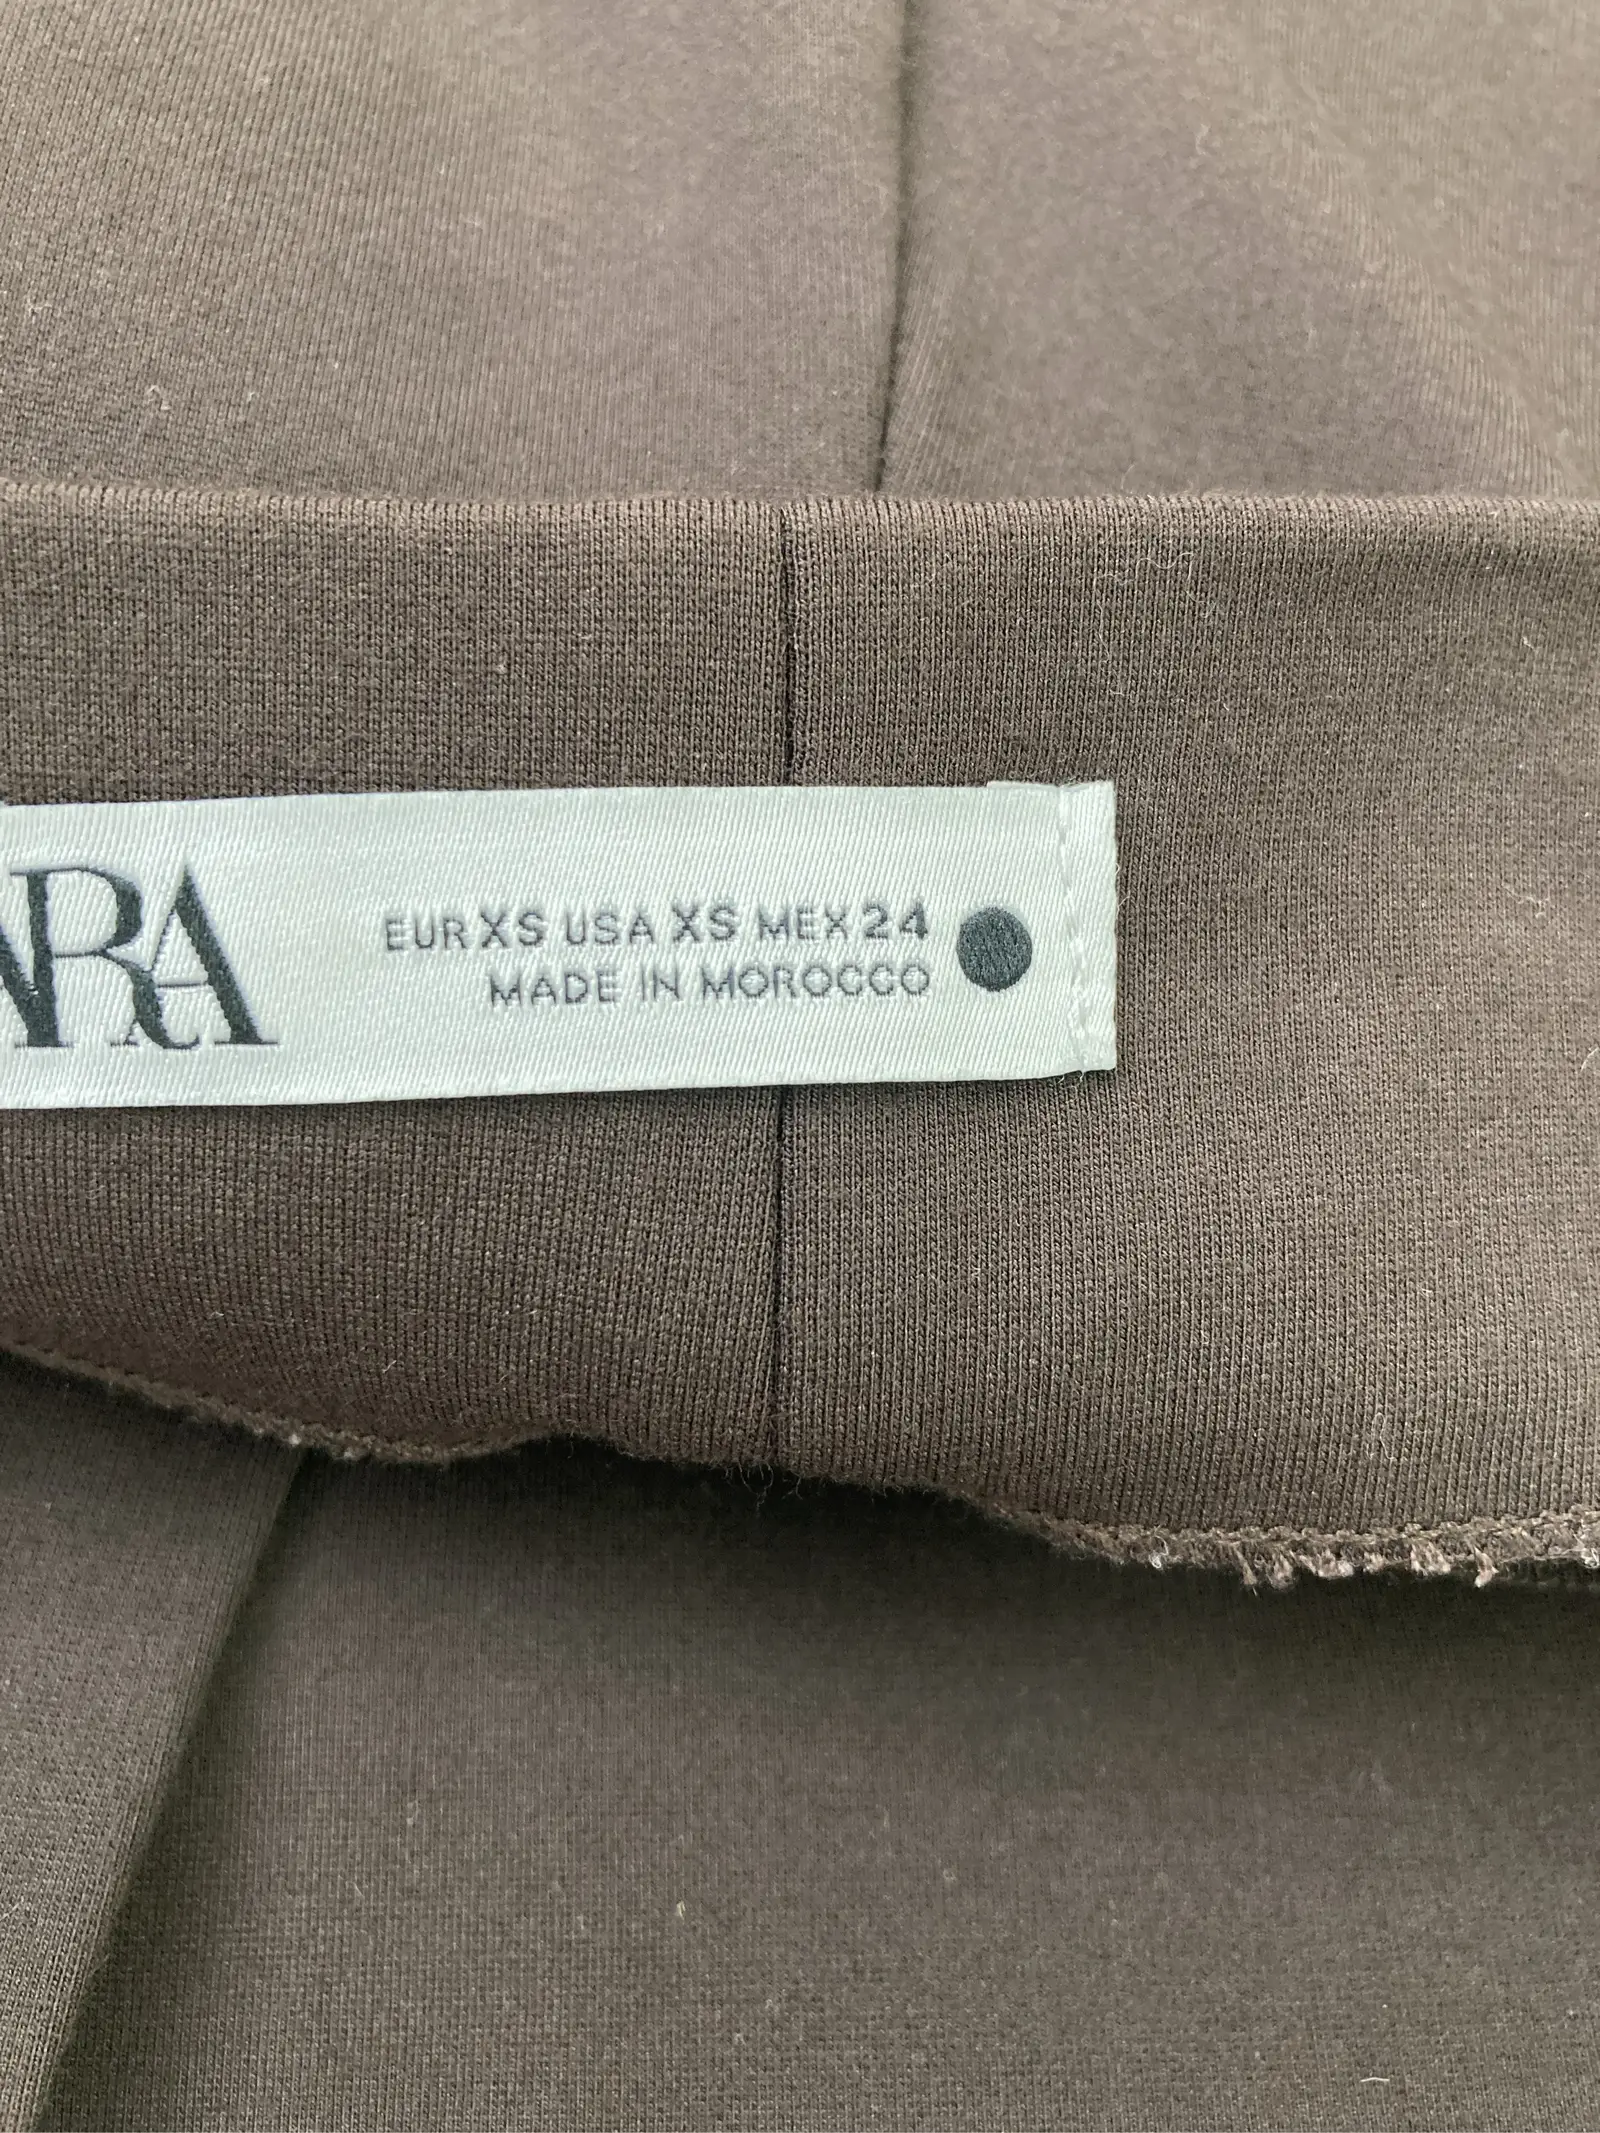 ARA
EUR XS USA XS MEX 24
MADE IN MOROCCO